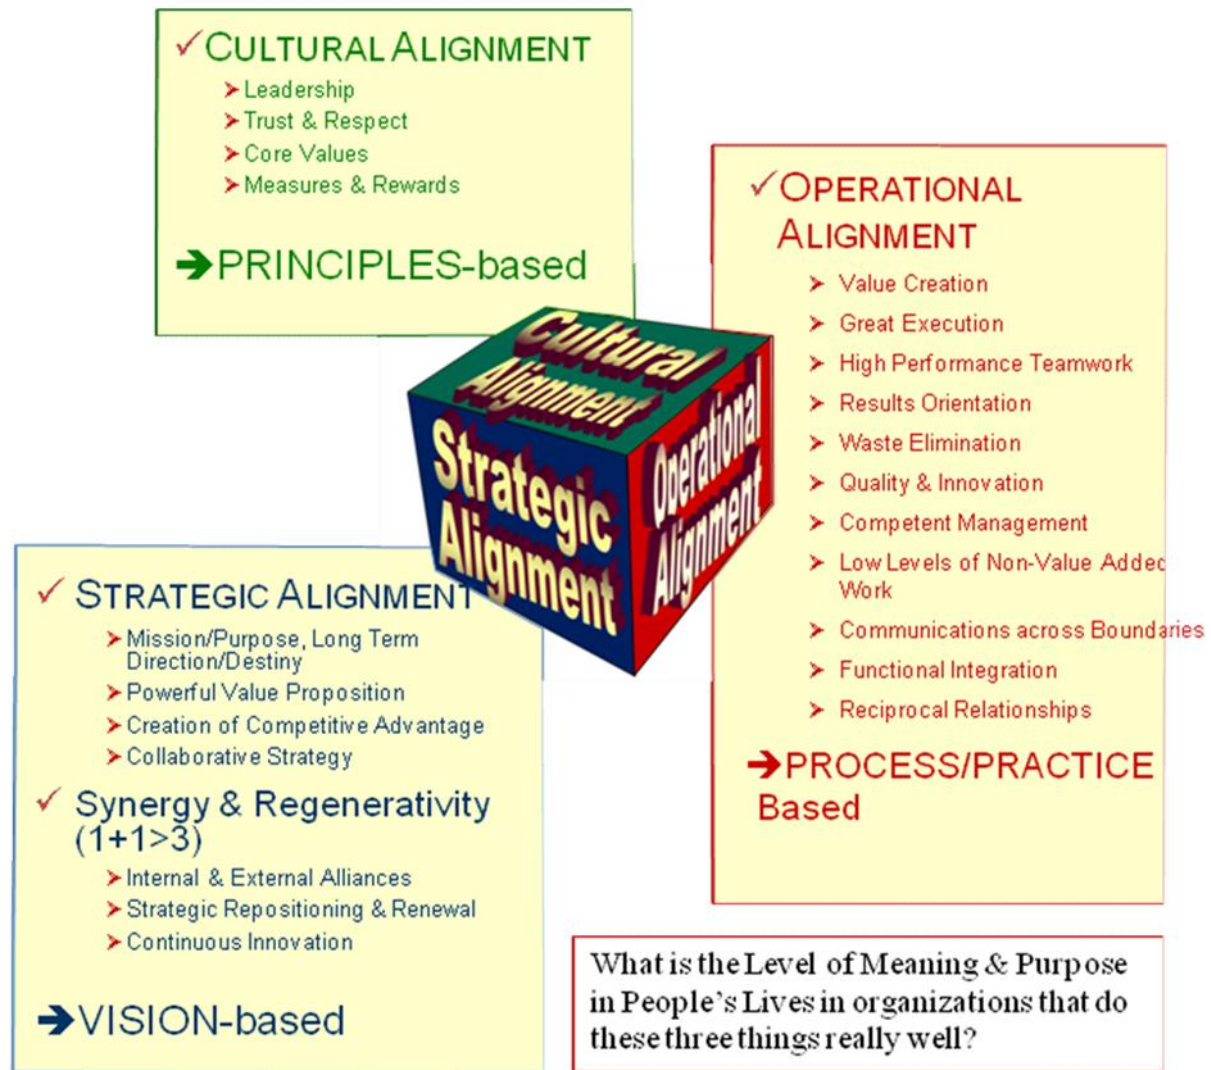 ✓CULTURAL ALIGNMENT
➢Leadership
➢Trust & Respect
➢Core Values
➢Measures & Rewards
➔PRINCIPLES-based
✓OPERATIONAL
ALIGNMENT
➢ Value Creation
➢ Great Execution
➢ High Performance Teamwork
➢ Results Orientation
➢ Waste Elimination
➢ Quality & Innovation
➢ Competent Management
➢ Low Levels of Non-Value Added
Work
➢ Communications across Boundaries
➢ Functional Integration
➢ Reciprocal Relationships
➔PROCESS/PRACTICE
Based
Cultural
Alignment
Strategic
Alignment
Operational
Alignment
✓ STRATEGIC ALIGNMENT
➢Mission/Purpose, Long Term
Direction/Destiny
➢Powerful Value Proposition
➢Creation of Competitive Advantage
➢Collaborative Strategy
✓ Synergy & Regenerativity
(1+1>3)
➢Internal & External Alliances
➢Strategic Repositioning & Renewal
➢Continuous Innovation
➔VISION-based
What is the Level of Meaning & Purpose
in People's Lives in organizations that do
these three things really well?